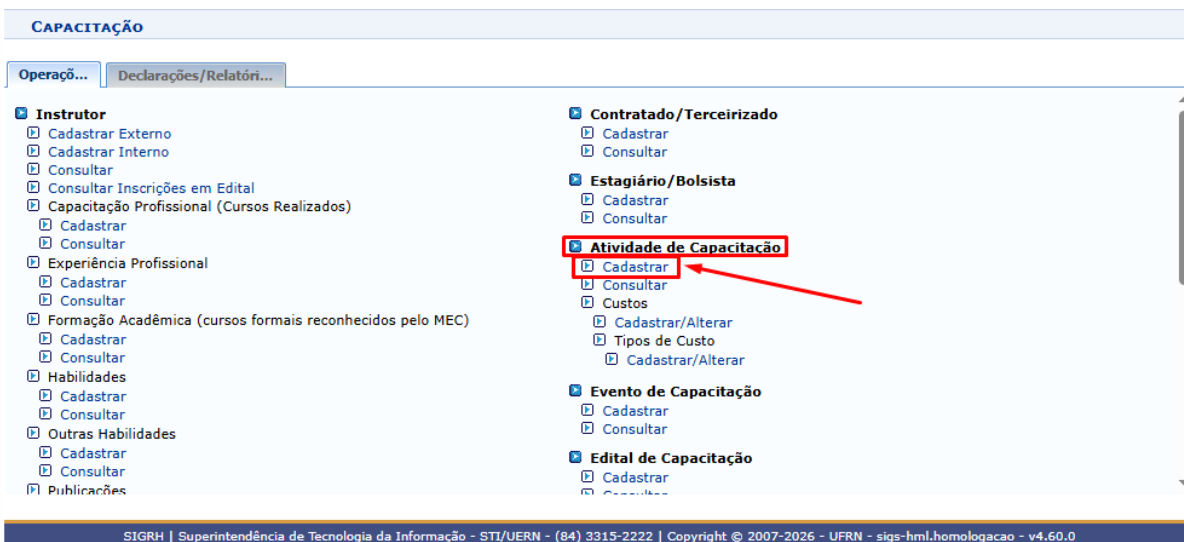 CAPACITAÇÃO
Operaçõ...
Declarações/Relatóri...
Instrutor
Cadastrar Externo
Cadastrar Interno
Consultar
Consultar Inscrições em Edital
Capacitação Profissional (Cursos Realizados)
Cadastrar
Consultar
Experiência Profissional
Cadastrar
Consultar
Formação Acadêmica (cursos formais reconhecidos pelo MEC)
Cadastrar
Consultar
Habilidades
Cadastrar
Consultar
Outras Habilidades
Cadastrar
Consultar
Publicações
Contratado/Terceirizado
Cadastrar
Consultar
Estagiário/Bolsista
Cadastrar
Consultar
Atividade de Capacitação
Cadastrar
Consultar
Custos
Cadastrar/Alterar
Tipos de Custo
Cadastrar/Alterar
Evento de Capacitação
Cadastrar
Consultar
Edital de Capacitação
Cadastrar
Consultar
SIGRH | Superintendência de Tecnologia da Informação - STI/UERN - (84) 3315-2222 | Copyright © 2007-2026 - UFRN - sigs-hml.homologacao - v4.60.0